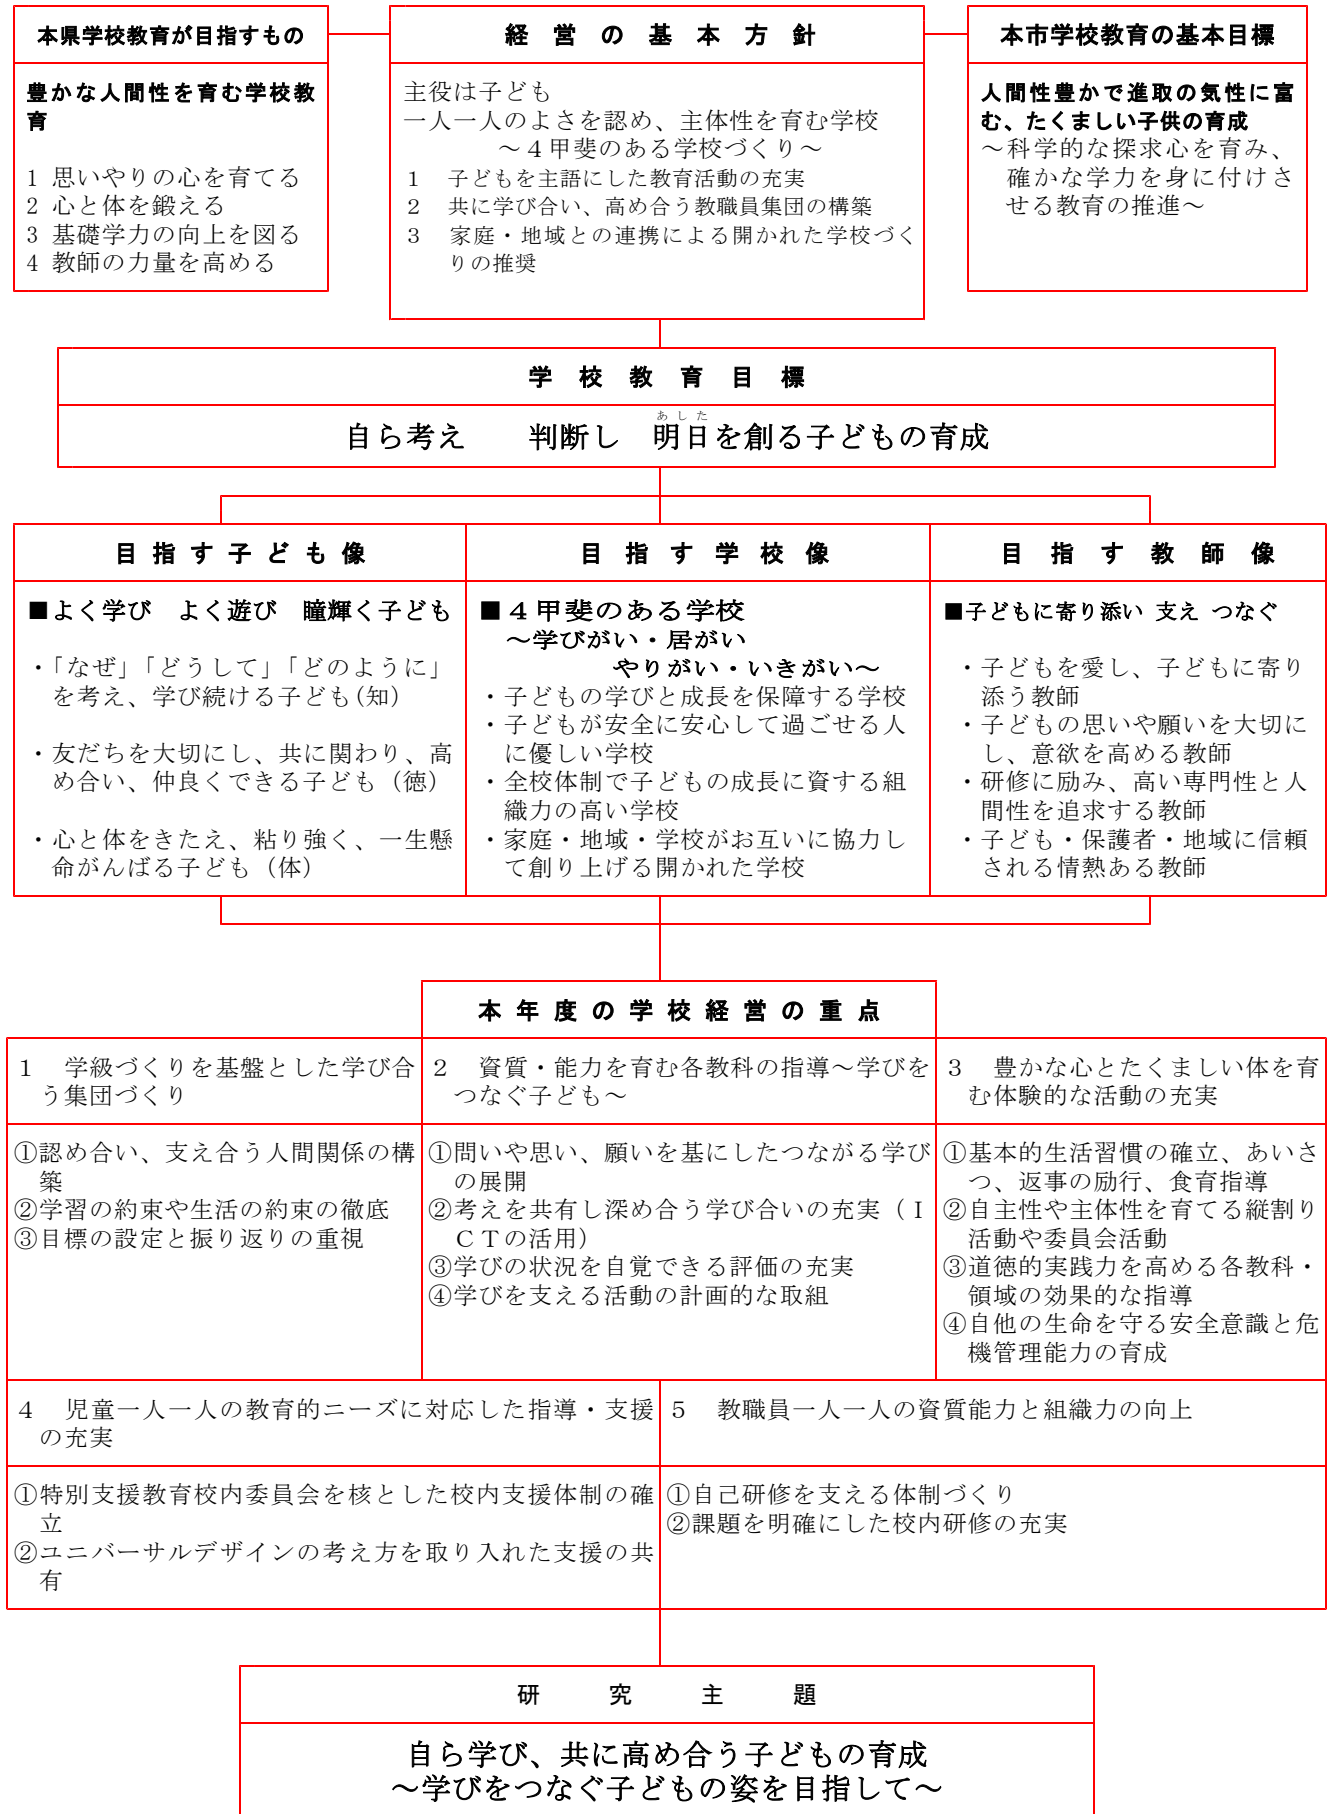 本県学校教育が目指すもの
豊かな人間性を育む学校教
育
1 思いやりの心を育てる
2 心と体を鍛える
3 基礎学力の向上を図る
4 教師の力量を高める
経営の基本方針
主役は子ども
一人一人のよさを認め、主体性を育む学校
～４甲斐のある学校づくり～
１　子どもを主語にした教育活動の充実
２　共に学び合い、高め合う教職員集団の構築
３　家庭・地域との連携による開かれた学校づく
りの推奨
本市学校教育の基本目標
人間性豊かで進取の気性に富
む、たくましい子供の育成
～科学的な探求心を育み、
確かな学力を身に付けさ
せる教育の推進～
学校教育目標
あした
自ら考え　判断し　明日を創る子どもの育成
目指す子ども像
■よく学び　よく遊び　瞳輝く子ども
・「なぜ」「どうして」「どのように」
を考え、学び続ける子ども(知)
・友だちを大切にし、共に関わり、高
め合い、仲良くできる子ども（徳）
・心と体をきたえ、粘り強く、一生懸
命がんばる子ども（体）
目指す学校像
■４甲斐のある学校
～学びがい・居がい
やりがい・いきがい～
・子どもの学びと成長を保障する学校
・子どもが安全に安心して過ごせる人
に優しい学校
・全校体制で子どもの成長に資する組
織力の高い学校
・家庭・地域・学校がお互いに協力し
て創り上げる開かれた学校
目指す教師像
■子どもに寄り添い 支え つなぐ
・子どもを愛し、子どもに寄り
添う教師
・子どもの思いや願いを大切に
し、意欲を高める教師
・研修に励み、高い専門性と人
間性を追求する教師
・子ども・保護者・地域に信頼
される情熱ある教師
本年度の学校経営の重点
１　学級づくりを基盤とした学び合
う集団づくり
①認め合い、支え合う人間関係の構
築
②学習の約束や生活の約束の徹底
③目標の設定と振り返りの重視
２　資質・能力を育む各教科の指導～学びを
つなぐ子ども～
①問いや思い、願いを基にしたつながる学び
の展開
②考えを共有し深め合う学び合いの充実（Ｉ
ＣＴの活用）
③学びの状況を自覚できる評価の充実
④学びを支える活動の計画的な取組
３　豊かな心とたくましい体を育
む体験的な活動の充実
①基本的生活習慣の確立、あいさ
つ、返事の励行、食育指導
②自主性や主体性を育てる縦割り
活動や委員会活動
③道徳的実践力を高める各教科・
領域の効果的な指導
④自他の生命を守る安全意識と危
機管理能力の育成
４　児童一人一人の教育的ニーズに対応した指導・支援
の充実
①特別支援教育校内委員会を核とした校内支援体制の確
立
②ユニバーサルデザインの考え方を取り入れた支援の共
有
５　教職員一人一人の資質能力と組織力の向上
①自己研修を支える体制づくり
②課題を明確にした校内研修の充実
研究主題
自ら学び、共に高め合う子どもの育成
～学びをつなぐ子どもの姿を目指して～